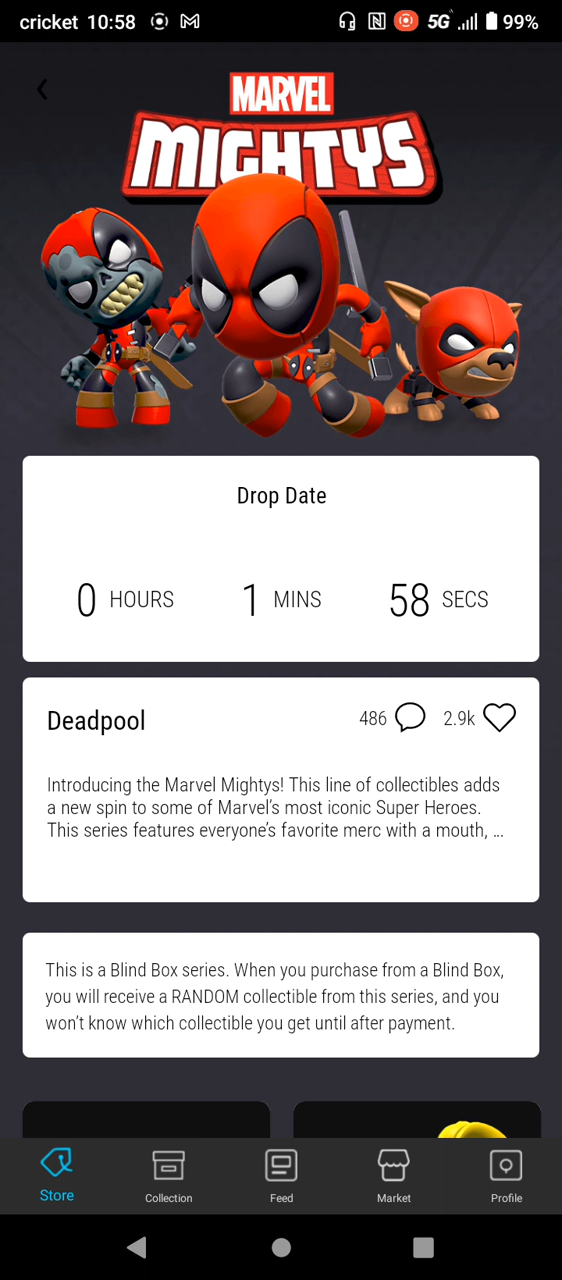 cricket 10:58 5G 99%
MARVEL
MIGHTYS
Drop Date
0 HOURS 1 MINS 58 SECS
Deadpool 486 2.9k
Introducing the Marvel Mightys! This line of collectibles adds
a new spin to some of Marvel's most iconic Super Heroes.
This series features everyone's favorite merc with a mouth, ...
This is a Blind Box series. When you purchase from a Blind Box,
you will receive a RANDOM collectible from this series, and you
won't know which collectible you get until after payment.
Store Collection Feed Market Profile